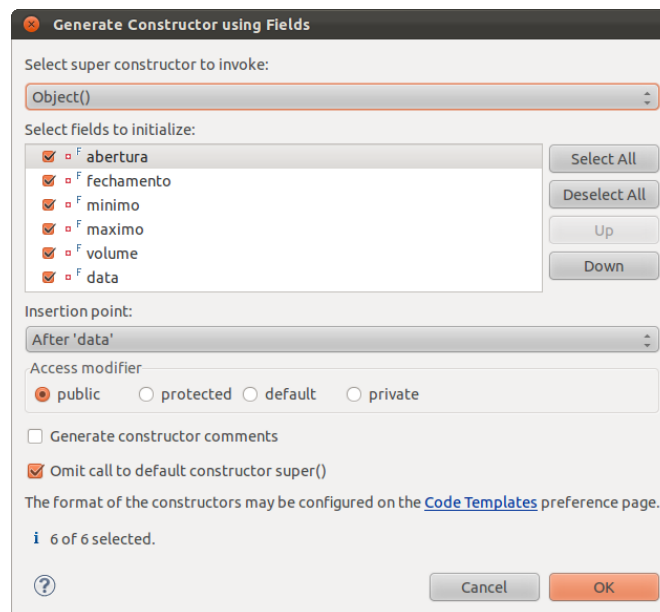 Generate Constructor using Fields
Select super constructor to invoke:
Object()
Select fields to initialize:
F abertura
F fechamento
F minimo
F maximo
F volume
F data
Select All
Deselect All
Up
Down
Insertion point:
After 'data'
Access modifier
public protected default private
Generate constructor comments
Omit call to default constructor super()
The format of the constructors may be configured on the Code Templates preference page.
i 6 of 6 selected.
? Cancel OK